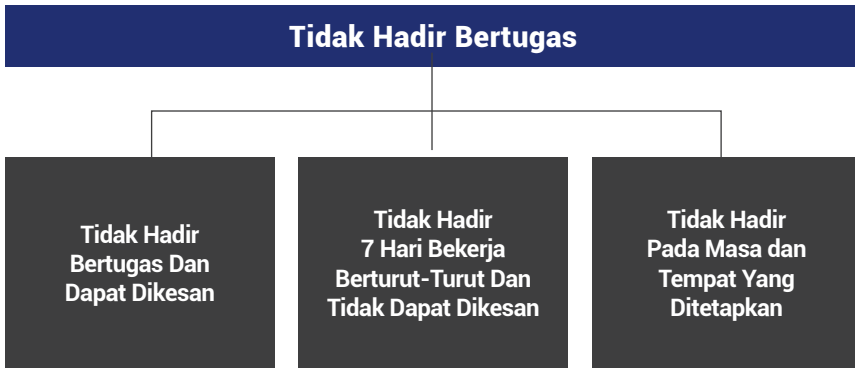 Tidak Hadir Bertugas
Tidak Hadir
Bertugas Dan
Dapat Dikesan
Tidak Hadir
7 Hari Bekerja
Berturut-Turut Dan
Tidak Dapat Dikesan
Tidak Hadir
Pada Masa dan
Tempat Yang
Ditetapkan